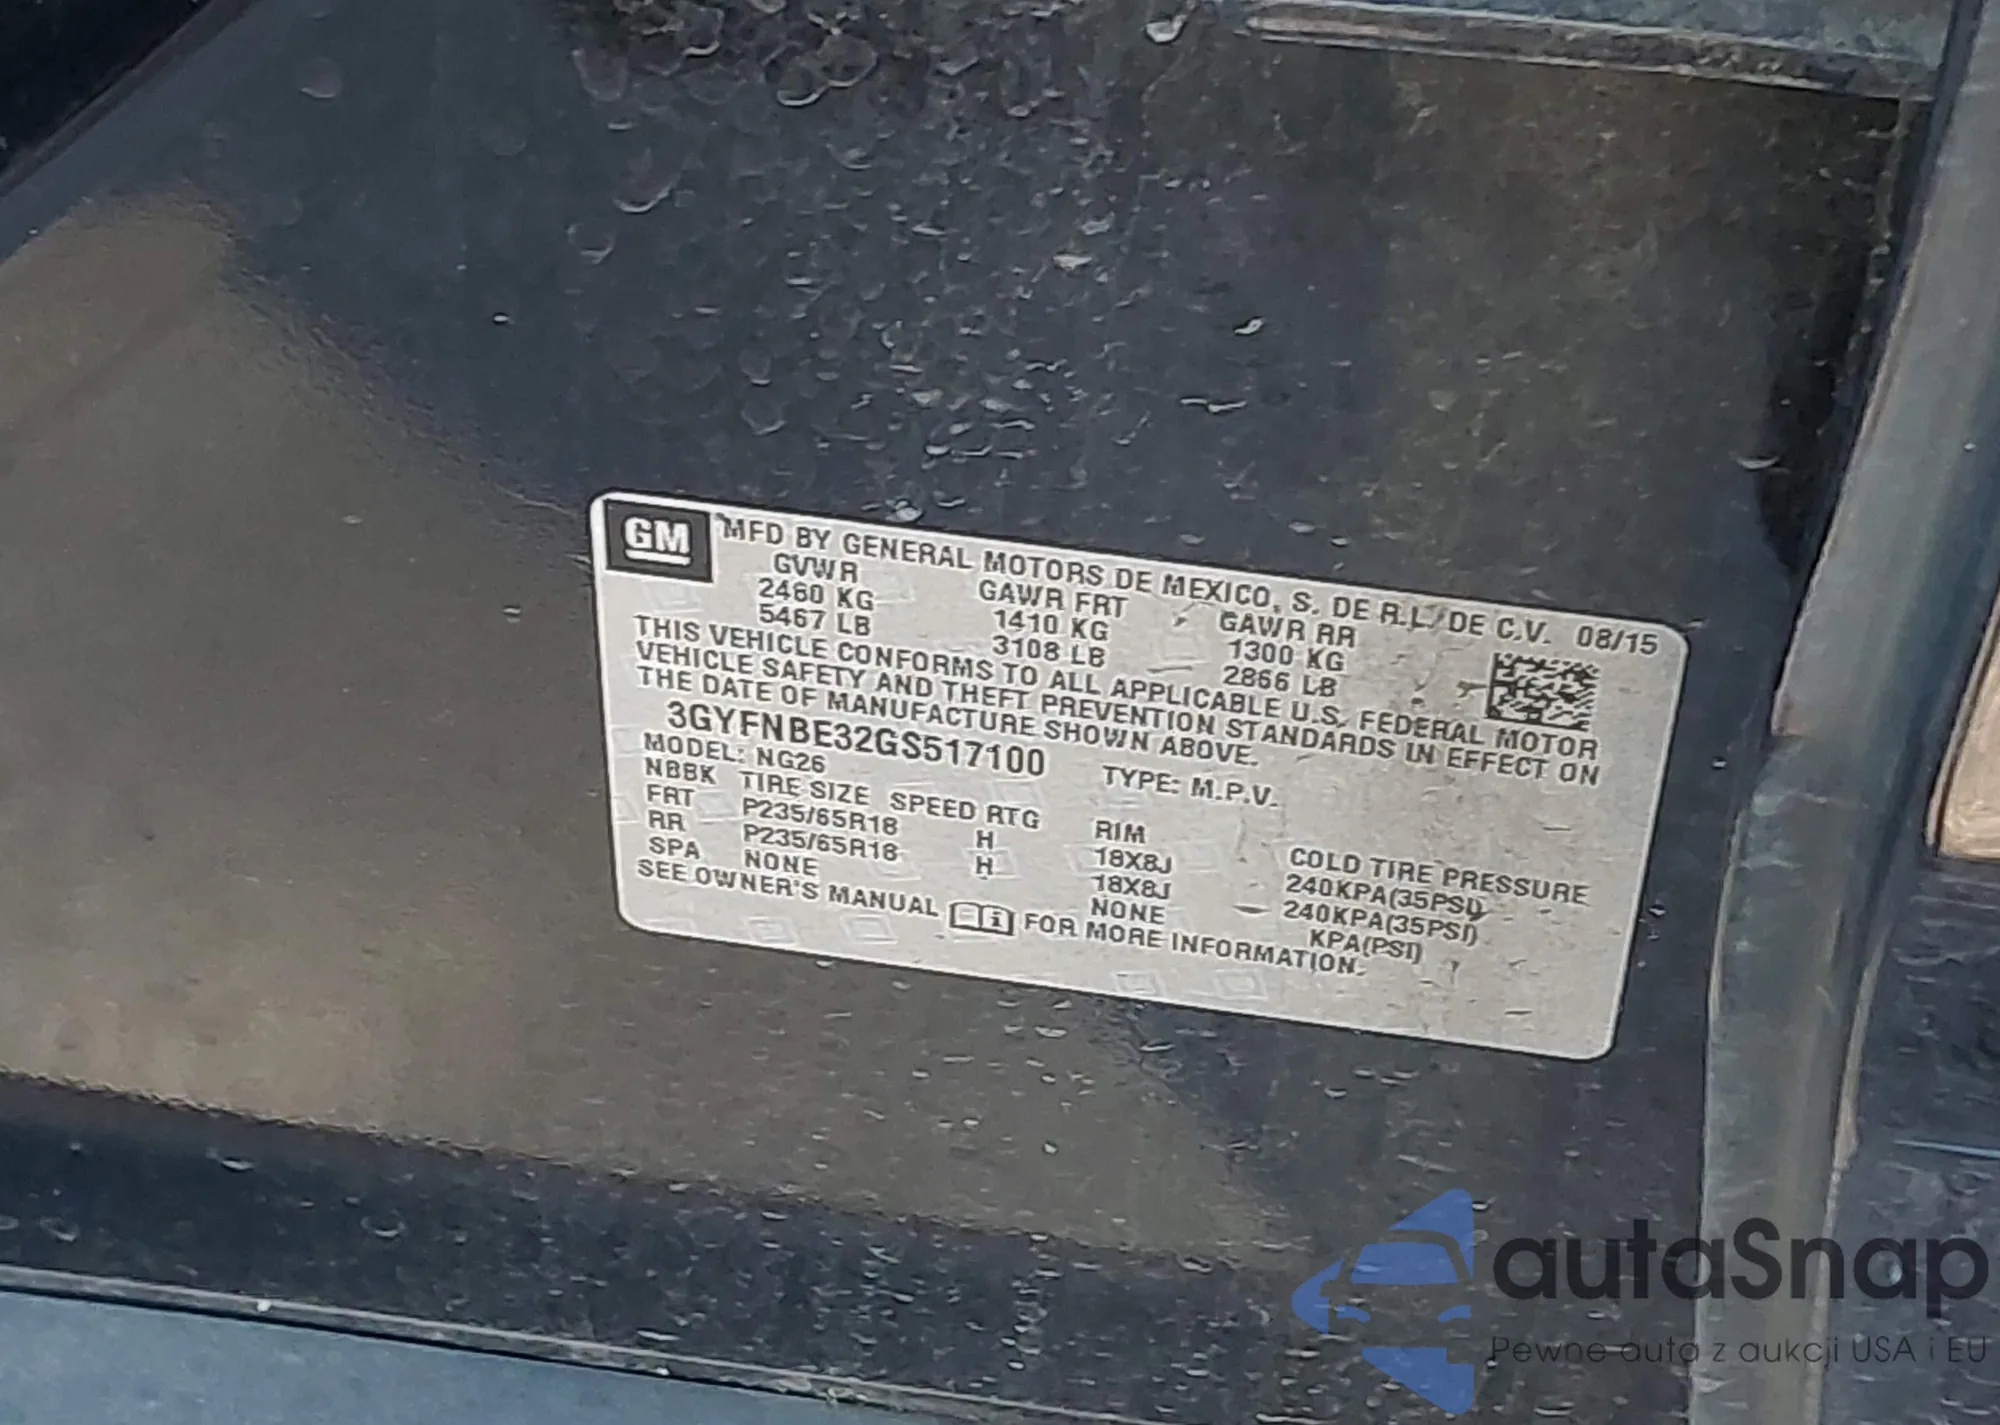 GM MFD BY GENERAL MOTORS DE MEXICO, S. DE R.L. DE C.V. 08/15
GVWR GAWR FRT GAWR RR
2480 KG 1410 KG 1300 KG
5467 LB 3108 LB 2866 LB
THIS VEHICLE CONFORMS TO ALL APPLICABLE U.S. FEDERAL MOTOR
VEHICLE SAFETY AND THEFT PREVENTION STANDARDS IN EFFECT ON
THE DATE OF MANUFACTURE SHOWN ABOVE.
3GYFNBE32GS517100 TYPE: M.P.V.
MODEL: NG26
NBBK TIRE SIZE SPEED RTG RIM COLD TIRE PRESSURE
FRT P235/65R18 H 18X8J 240KPA(35PSI)
RR P235/65R18 H 18X8J 240KPA(35PSI)
SPA NONE NONE KPA(PSI)
SEE OWNER'S MANUAL i FOR MORE INFORMATION.
autaSnap
Pewne auta z aukcji USA i EU